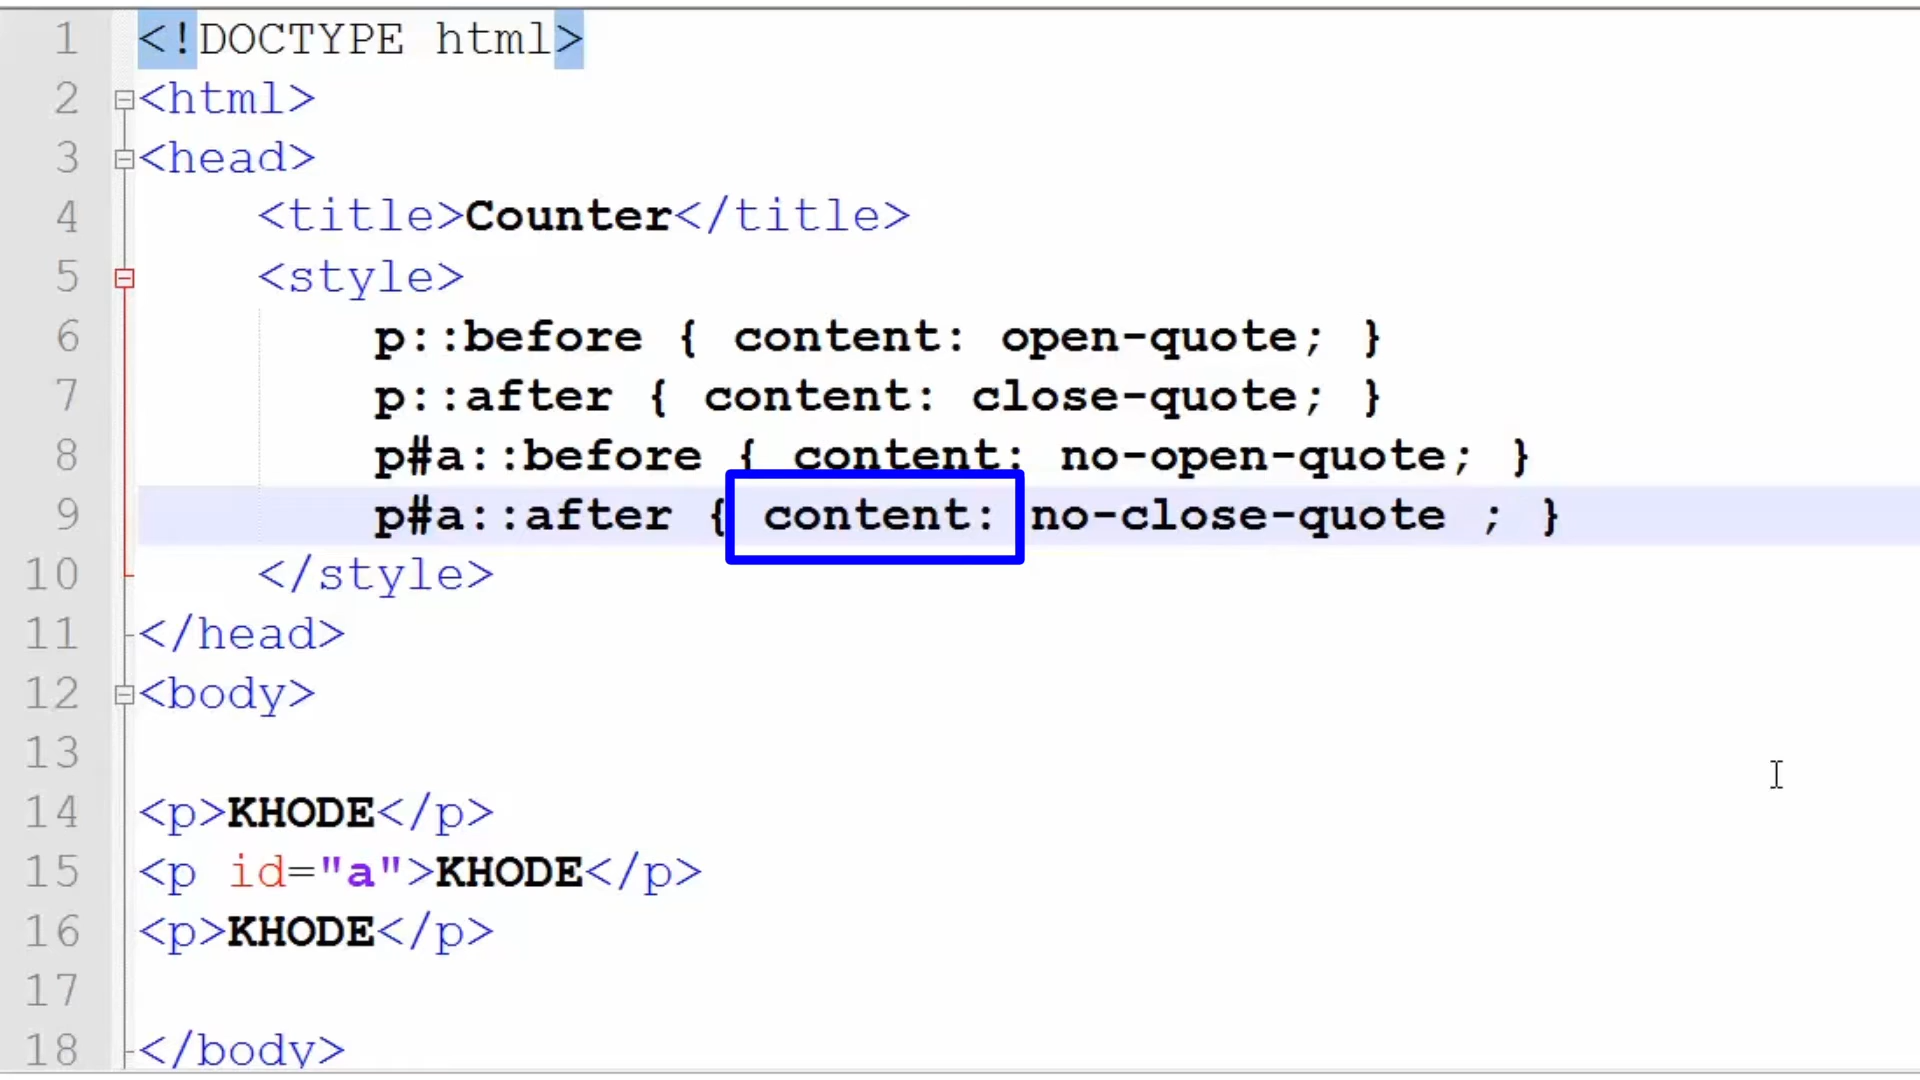 1 <!DOCTYPE html>
2 <html>
3 <head>
4 <title>Counter</title>
5 <style>
6 p::before { content: open-quote; }
7 p::after { content: close-quote; }
8 p#a::before { content: no-open-quote; }
9 p#a::after { content: no-close-quote ; }
10 </style>
11 </head>
12 <body>
13
14 <p>KHODE</p>
15 <p id="a">KHODE</p>
16 <p>KHODE</p>
17
18 </body>